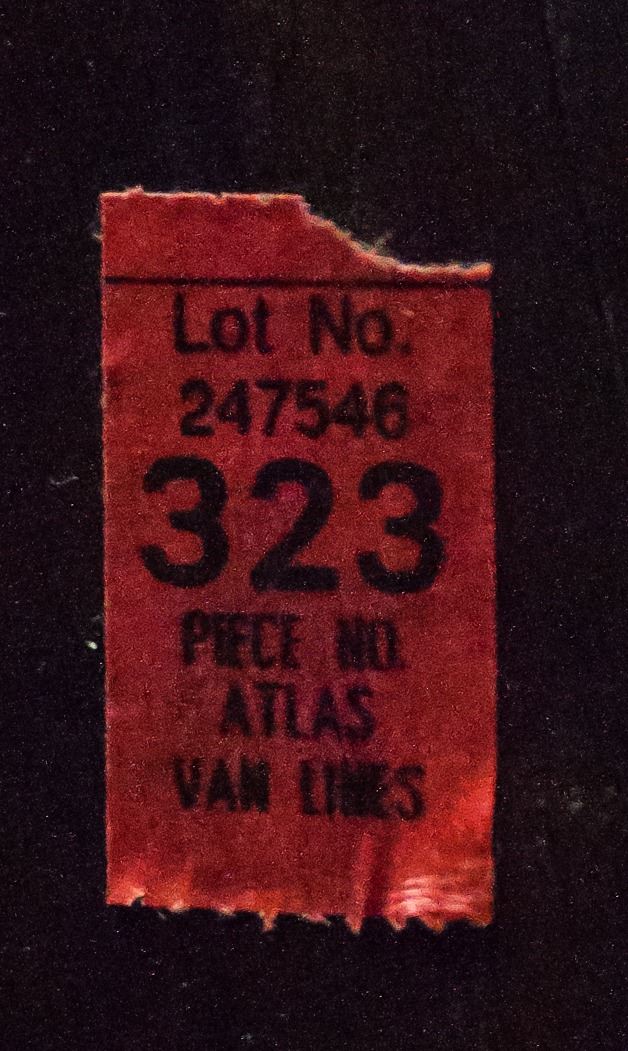 Lot No.
247546
323
PIECE NO.
ATLAS
VAN LINES